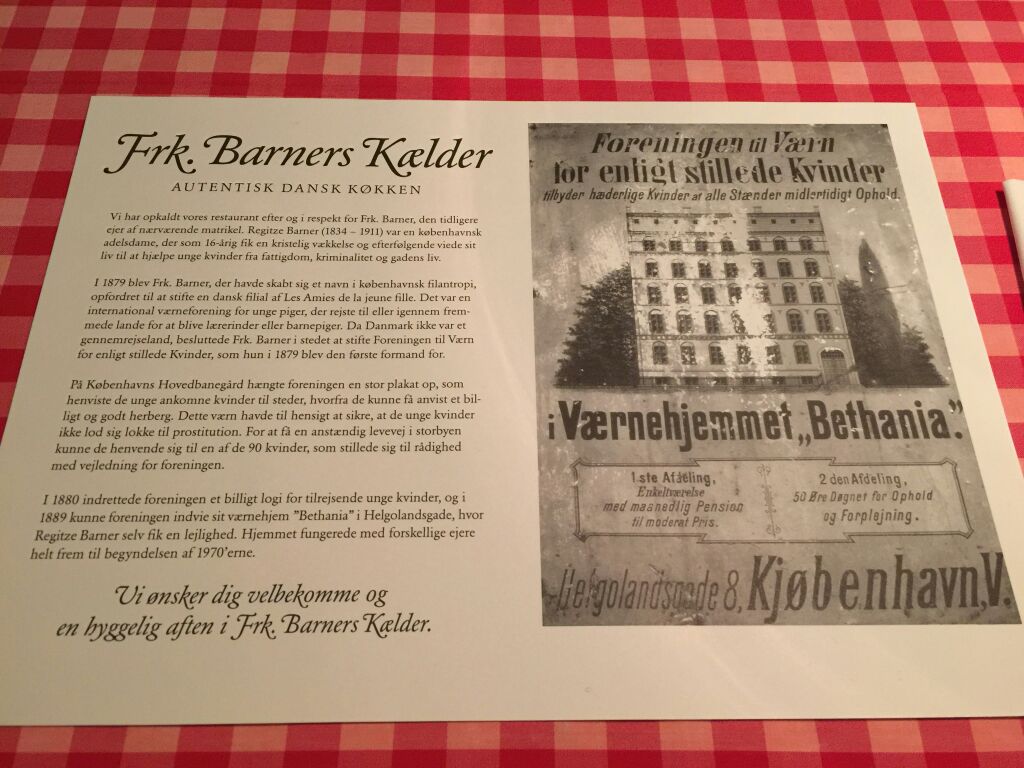 Frk. Barners Kælder
AUTENTISK DANSK KØKKEN
Vi har opkaldt vores restaurant efter og i respekt for Frk. Barner, den tidligere
ejer af nærværende matrikel. Regitze Barner (1834 – 1911) var en københavnsk
adelsdame, der som 16-årig fik en kristelig vækkelse og efterfølgende viede sit
liv til at hjælpe unge kvinder fra fattigdom, kriminalitet og gadens liv.
I 1879 blev Frk. Barner, der havde skabt sig et navn i københavnsk filantropi,
opfordret til at stifte en dansk filial af Les Amies de la jeune fille. Det var en
international værneforening for unge piger, der rejste til eller igennem frem-
mede lande for at blive lærerinder eller barnepiger. Da Danmark ikke var et
gennemrejseland, besluttede Frk. Barner i stedet at stifte Foreningen til Værn
for enligt stillede Kvinder, som hun i 1879 blev den første formand for.
På Københavns Hovedbanegård hængte foreningen en stor plakat op, som
henviste de unge ankomne kvinder til steder, hvorfra de kunne få anvist et bil-
ligt og godt herberg. Dette værn havde til hensigt at sikre, at de unge kvinder
ikke lod sig lokke til prostitution. For at få en anstændig levevej i storbyen
kunne de henvende sig til en af de 90 kvinder, som stillede sig til rådighed
med vejledning for foreningen.
I 1880 indrettede foreningen et billigt logi for tilrejsende unge kvinder, og i
1889 kunne foreningen indvie sit værnehjem ”Bethania” i Helgolandsgade, hvor
Regitze Barner selv fik en lejlighed. Hjemmet fungerede med forskellige ejere
helt frem til begyndelsen af 1970’erne.
Vi ønsker dig velbekomme og
en hyggelig aften i Frk. Barners Kælder.
Foreningen til Værn
for enligt stillede Kvinder
tilbyder hæderlige Kvinder af alle Stænder midlertidigt Ophold.
i Værnehjemmet „Bethania.”
1ste Afdeling,
Enkeltværelse
med maanedlig Pension
til moderat Pris.
2den Afdeling,
50 Øre Døgnet for Ophold
og Forplejning.
Helgolandsgade 8, Kjøbenhavn, V.